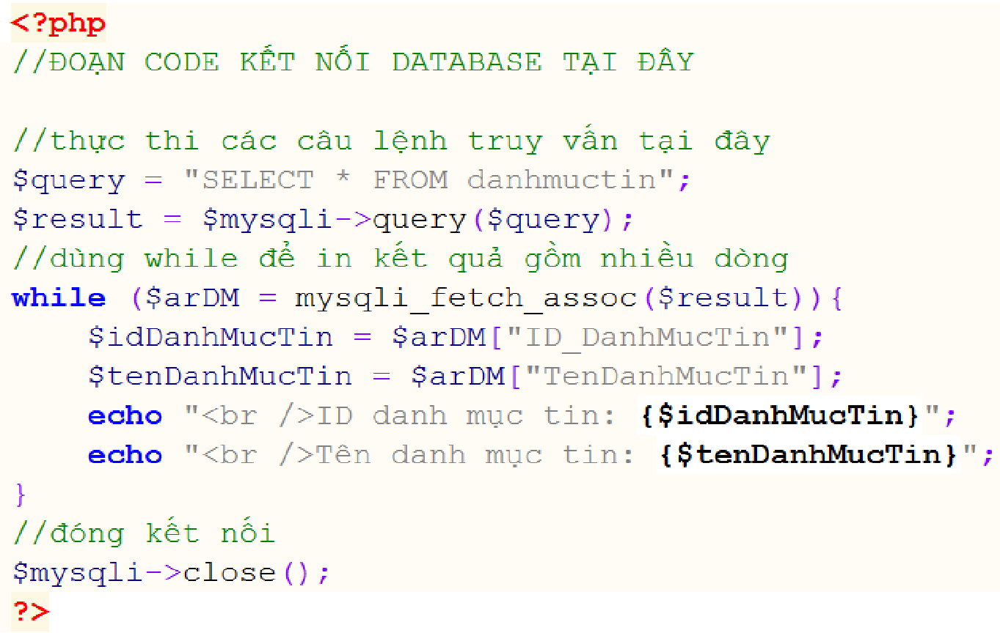 <?php
//ĐOẠN CODE KẾT NỐI DATABASE TẠI ĐÂY
//thực thi các câu lệnh truy vấn tại đây
$query = "SELECT * FROM danhmuctin";
$result = $mysqli->query($query);
//dùng while để in kết quả gồm nhiều dòng
while ($arDM = mysqli_fetch_assoc($result)){
    $idDanhMucTin = $arDM["ID_DanhMucTin"];
    $tenDanhMucTin = $arDM["TenDanhMucTin"];
    echo "<br />ID danh mục tin: {$idDanhMucTin}";
    echo "<br />Tên danh mục tin: {$tenDanhMucTin}";
}
//đóng kết nối
$mysqli->close();
?>